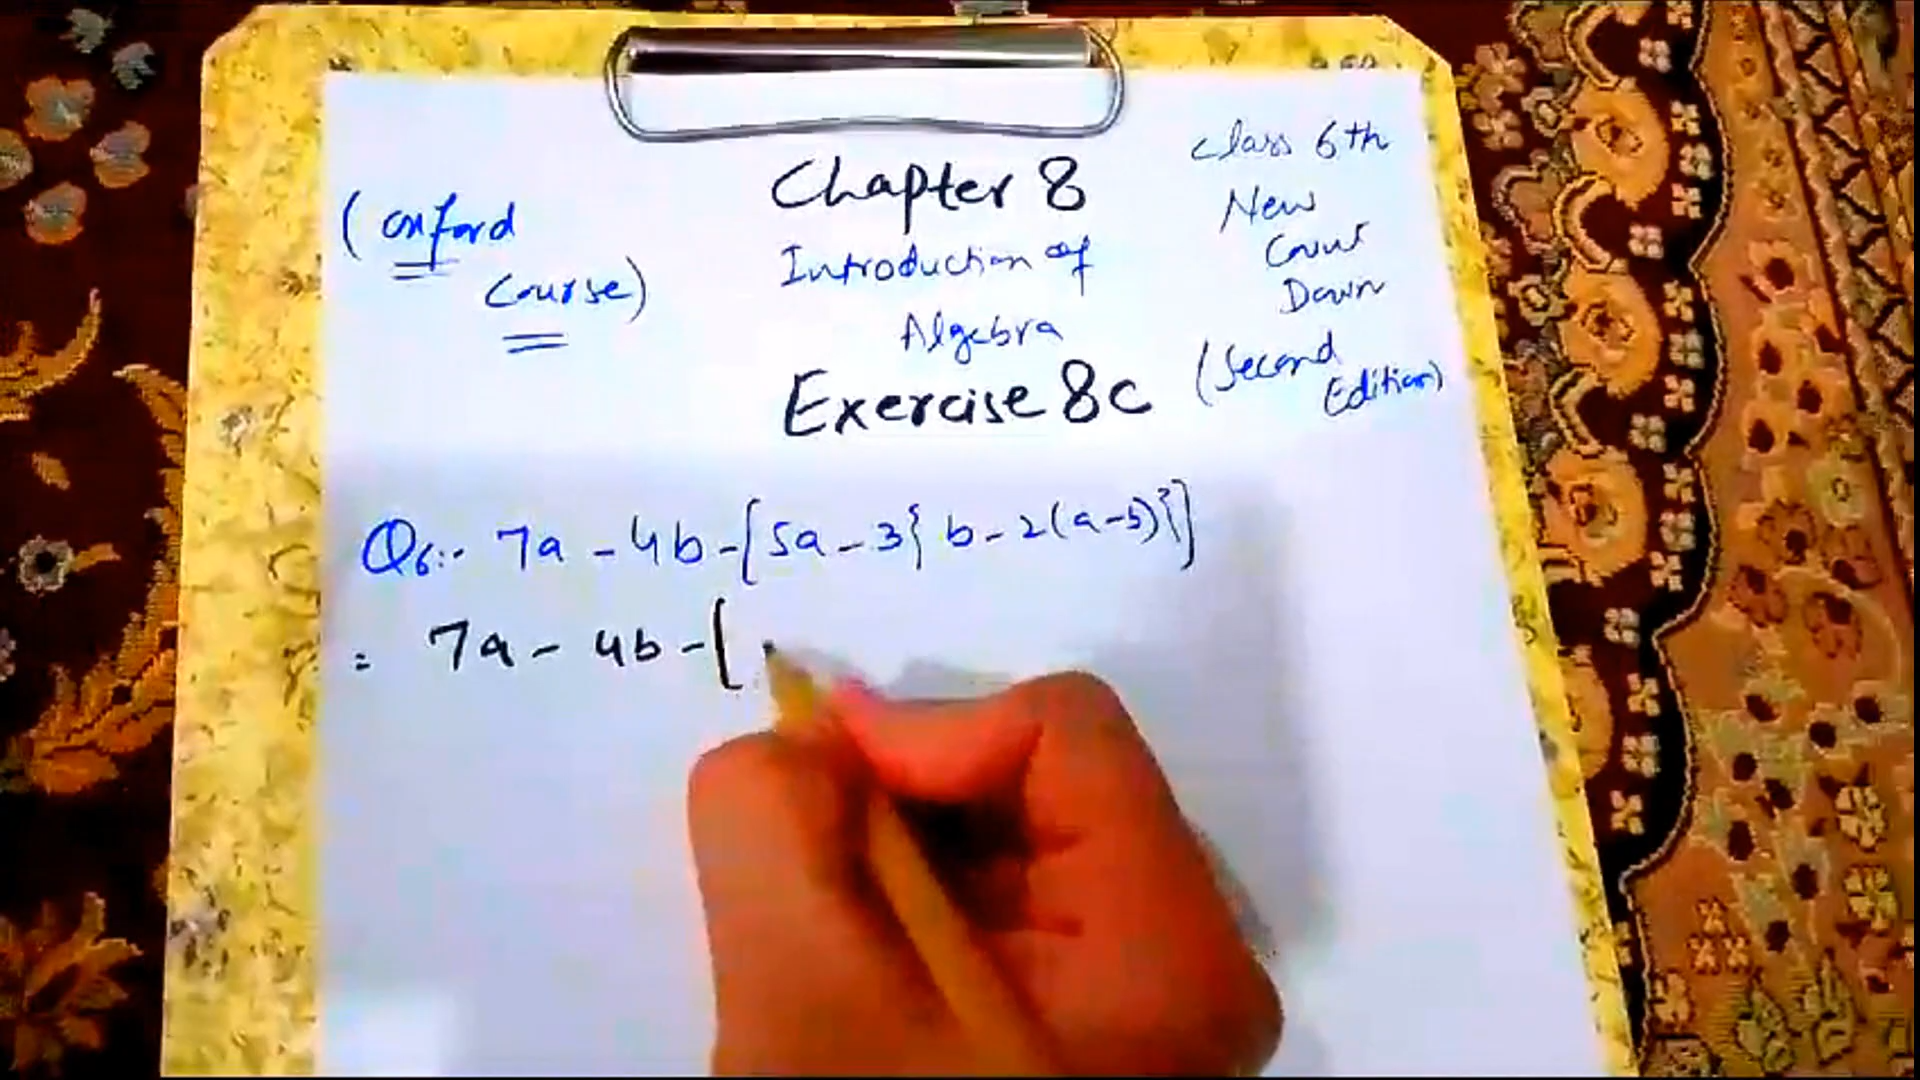 Class 6th
Chapter 8
New
(Oxford
Count
Introduction of
Course)
Down
Algebra
(Second
Exercise 8c
Edition)
Q6:- 7a - 4b - [5a - 3{ b - 2(a-b)}]
= 7a - 4b - [